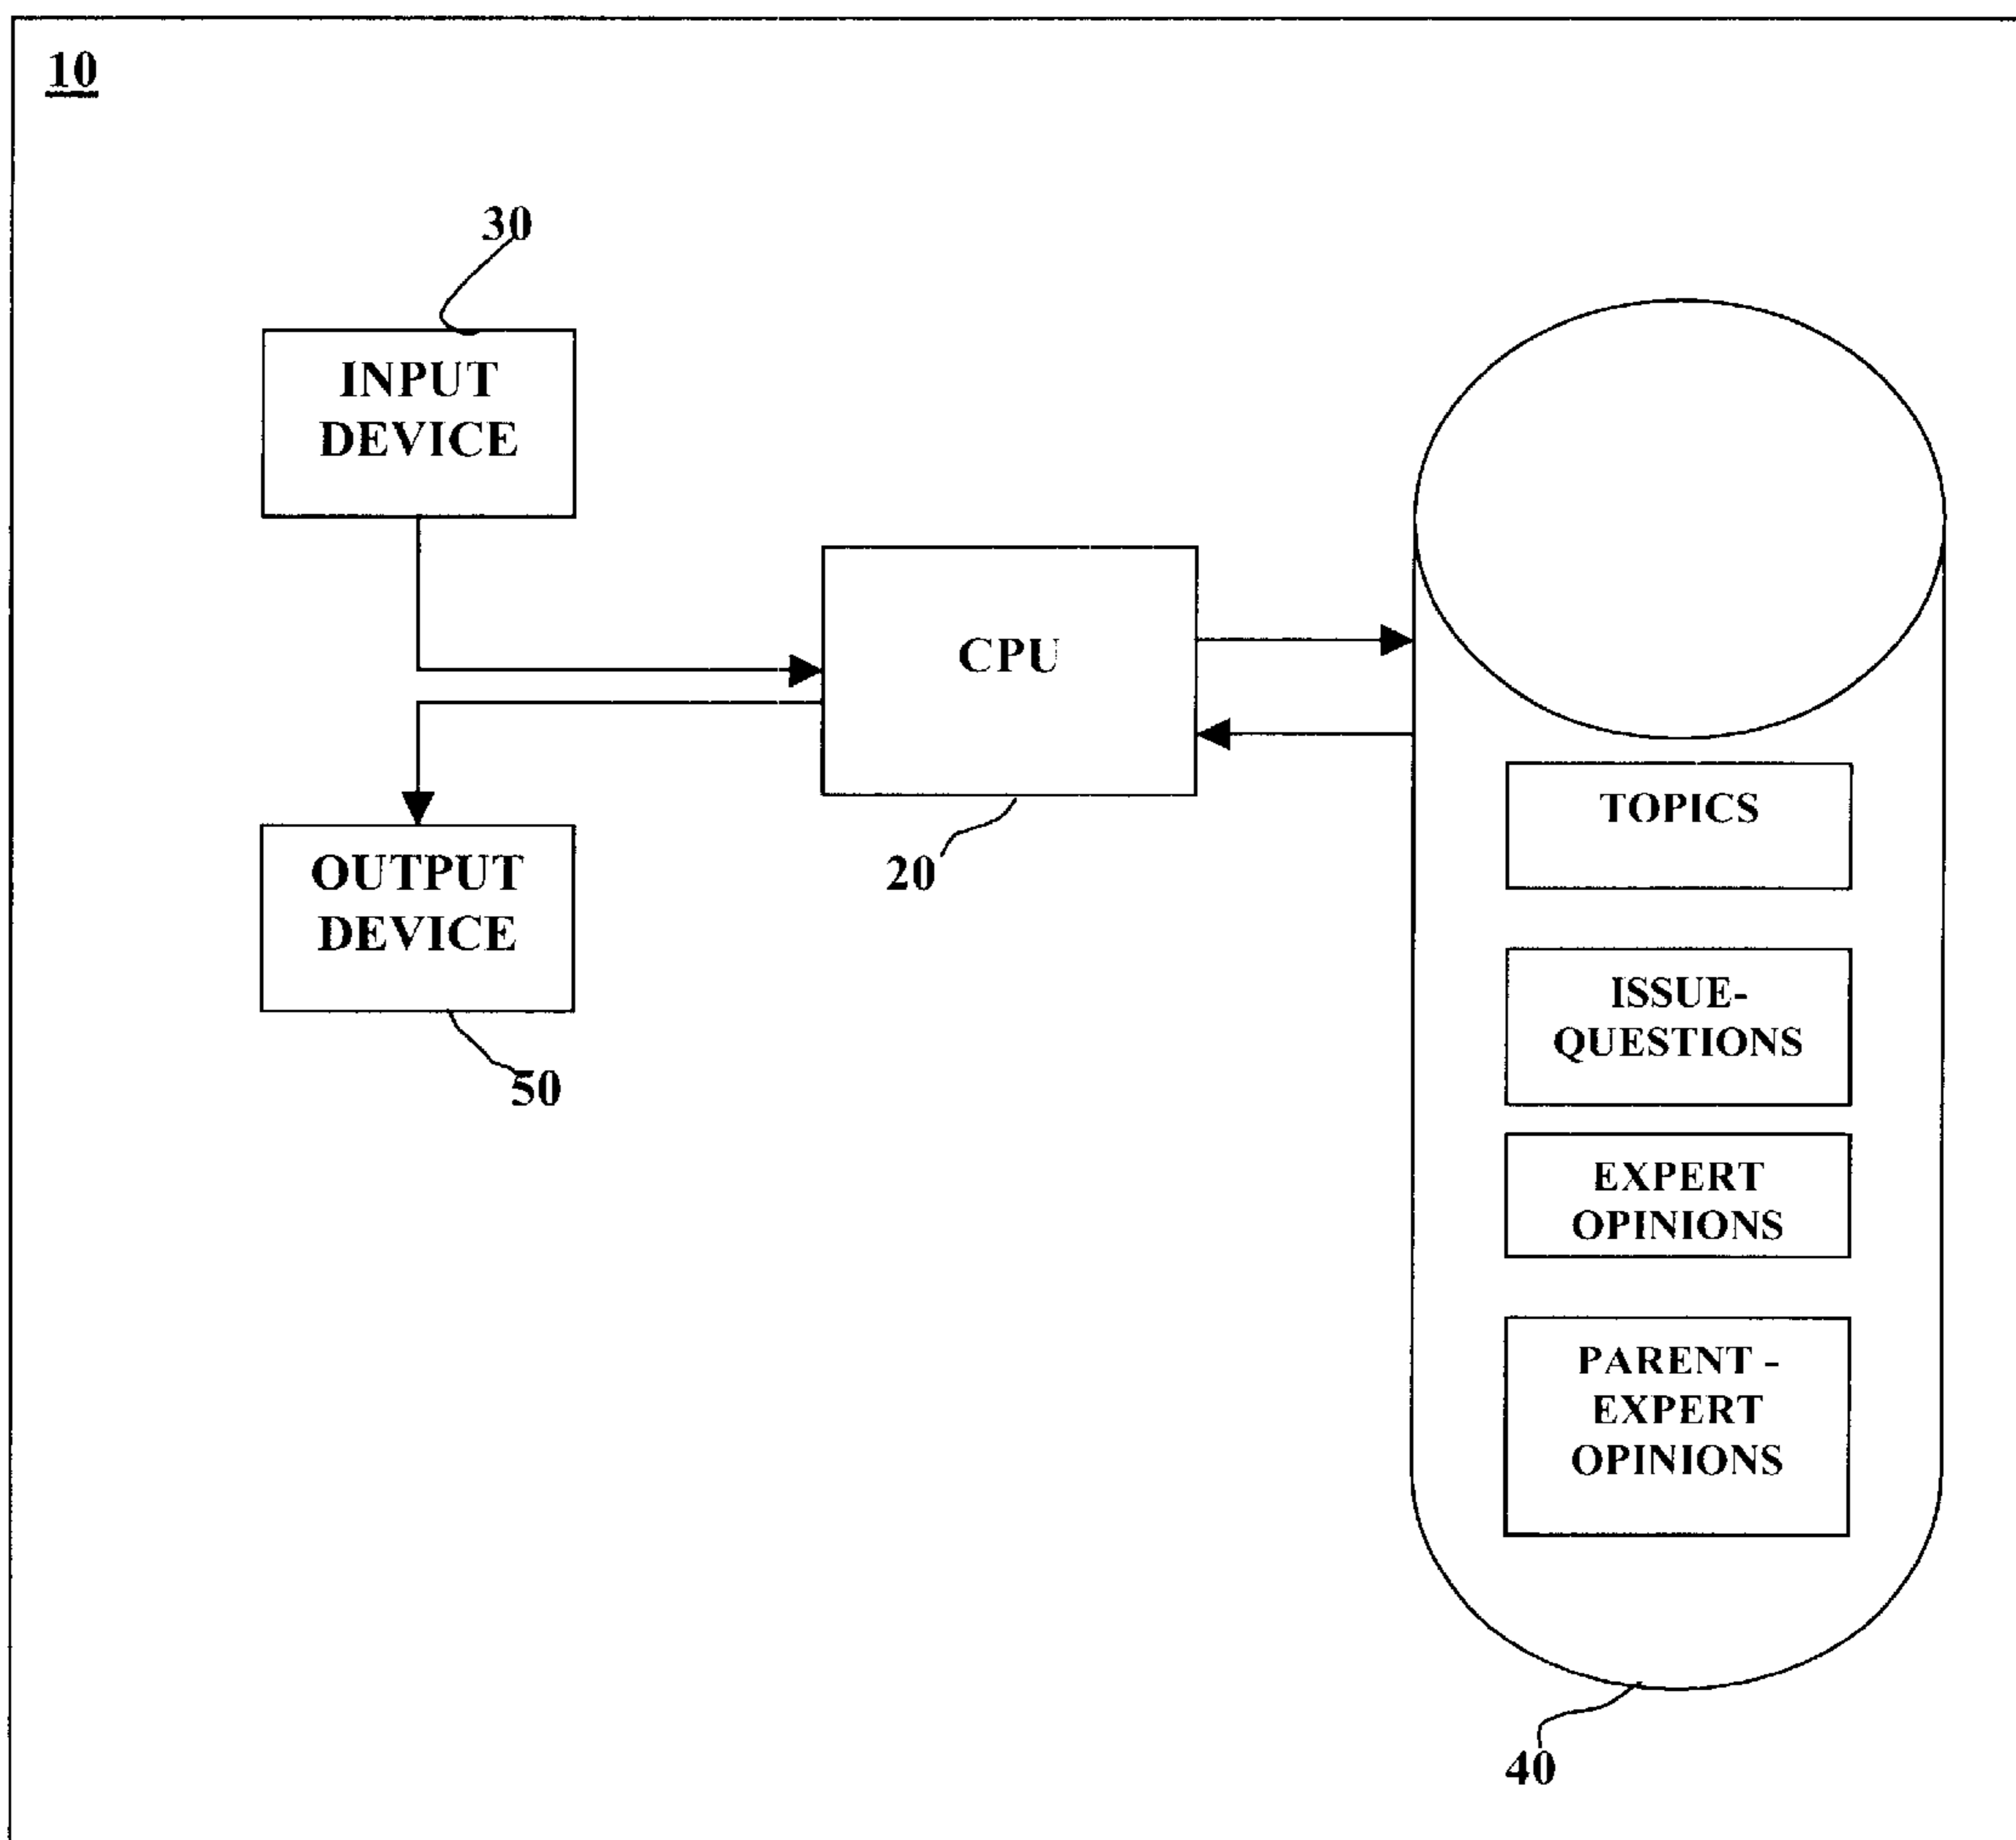 10
30
INPUT
DEVICE
CPU
20
OUTPUT
DEVICE
50
TOPICS
ISSUE-
QUESTIONS
EXPERT
OPINIONS
PARENT -
EXPERT
OPINIONS
40